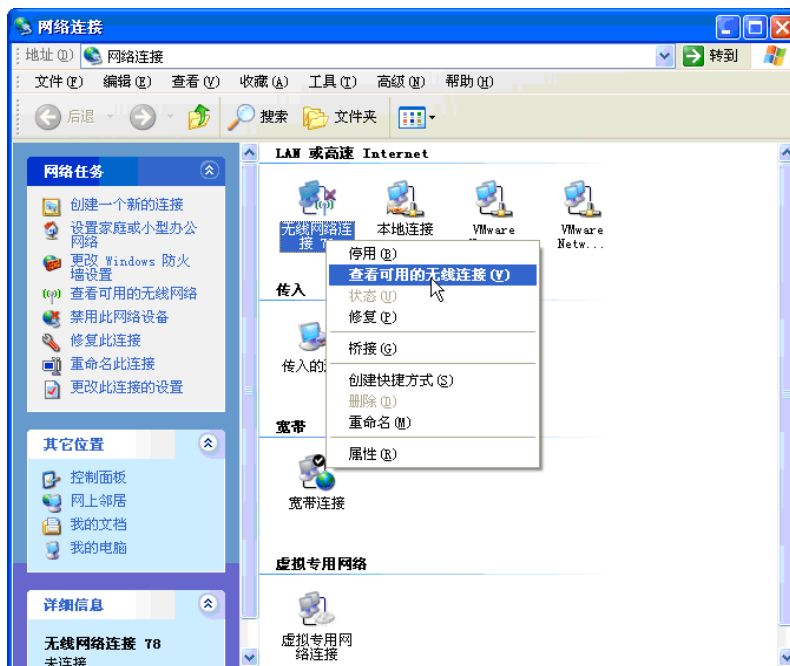 网络连接
地址(D) 网络连接 转到
文件(F) 编辑(E) 查看(V) 收藏(A) 工具(T) 高级(N) 帮助(H)
后退 搜索 文件夹
网络任务
创建一个新的连接
设置家庭或小型办公
网络
更改 Windows 防火
墙设置
查看可用的无线网络
禁用此网络设备
修复此连接
重命名此连接
更改此连接的设置
其它位置
控制面板
网上邻居
我的文档
我的电脑
详细信息
无线网络连接 78
未连接
LAN 或高速 Internet
无线网络连
接 7
本地连接
VMware
VMware
Netw...
停用(B)
查看可用的无线连接(V)
状态(U)
修复(P)
桥接(G)
创建快捷方式(S)
删除(D)
重命名(M)
属性(R)
传入
传入的
宽带
宽带连接
虚拟专用网络
虚拟专用网
络连接